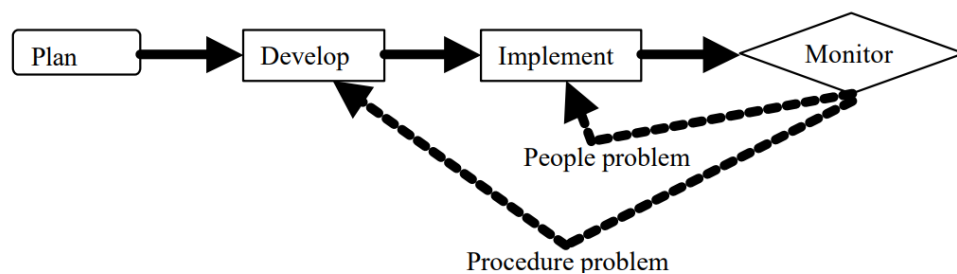 Plan
Develop
Implement
Monitor
People problem
Procedure problem